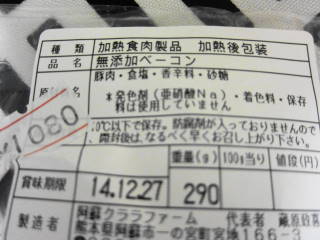 種類 加熱食肉製品 加熱後包装
品名 無添加ベーコン
豚肉・食塩・香辛料・砂糖
*発色剤(亜硝酸Na)・着色料・保存
料は使用していません
¥1080
0℃以下で保存。防腐剤が入っておりませんので、
開封後は、なるべく早くお召し上がり下さい。
重量(g) 100g当り 値段(円)
賞味期限 14.12.27 290
製造者 阿蘇クララファーム 代表者
熊本県阿蘇市一の宮町宮地166-3